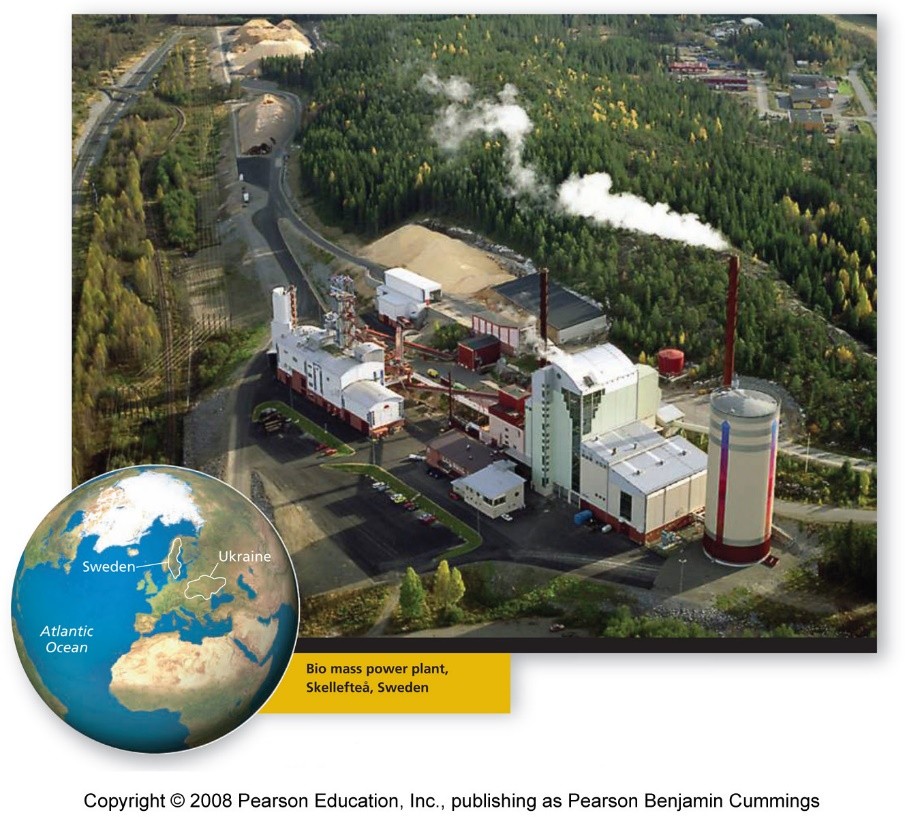 Sweden
Ukraine
Atlantic
Ocean
Bio mass power plant,
Skellefteå, Sweden
Copyright © 2008 Pearson Education, Inc., publishing as Pearson Benjamin Cummings